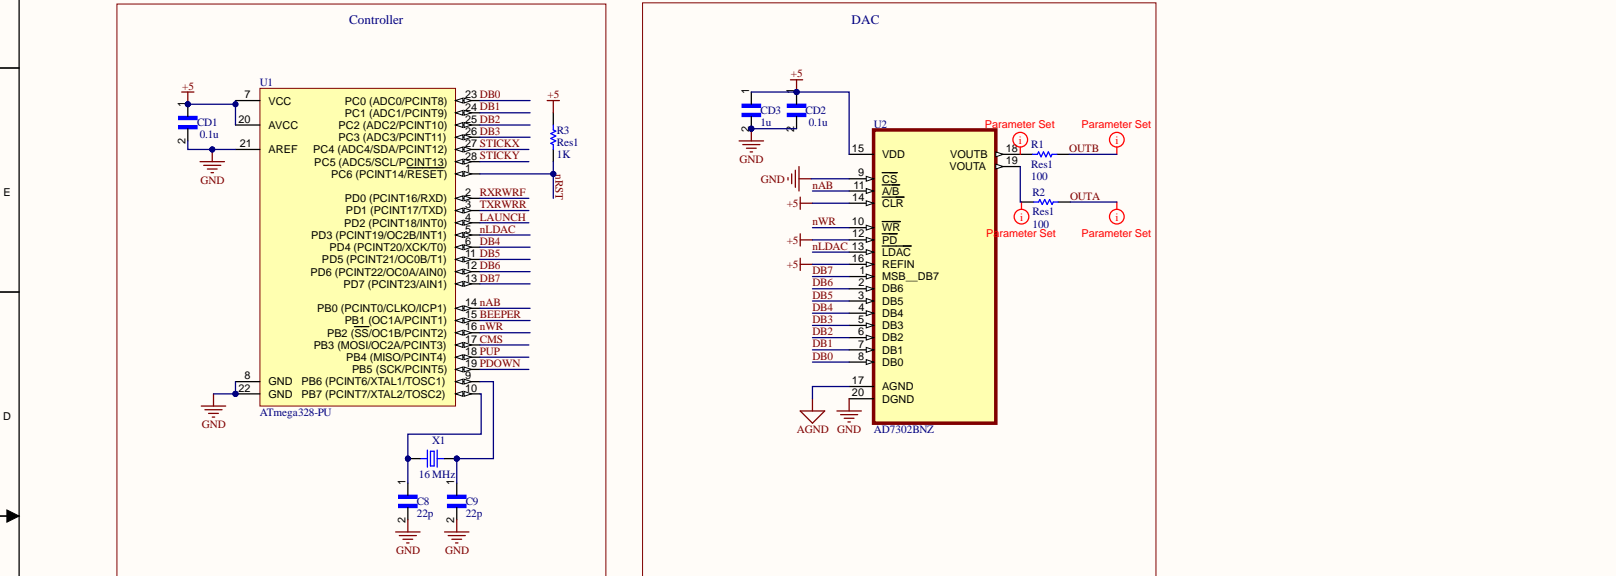 Controller
DAC
E
D
+5
1
CD1
0.1u
2
GND
U1
7 VCC
20 AVCC
21 AREF
8 GND
22 GND
GND
PC0 (ADC0/PCINT8) 23 DB0
PC1 (ADC1/PCINT9) 24 DB1
PC2 (ADC2/PCINT10) 25 DB2
PC3 (ADC3/PCINT11) 26 DB3
PC4 (ADC4/SDA/PCINT12) 27 STICKX
PC5 (ADC5/SCL/PCINT13) 28 STICKY
PC6 (PCINT14/RESET) 1
PD0 (PCINT16/RXD) 2 RXRWRF
PD1 (PCINT17/TXD) 3 TXRWRR
PD2 (PCINT18/INT0) 4 LAUNCH
PD3 (PCINT19/OC2B/INT1) 5 nLDAC
PD4 (PCINT20/XCK/T0) 6 DB4
PD5 (PCINT21/OC0B/T1) 11 DB5
PD6 (PCINT22/OC0A/AIN0) 12 DB6
PD7 (PCINT23/AIN1) 13 DB7
PB0 (PCINT0/CLKO/ICP1) 14 nAB
PB1 (OC1A/PCINT1) 15 BEEPER
PB2 (SS/OC1B/PCINT2) 16 nWR
PB3 (MOSI/OC2A/PCINT3) 17 CMS
PB4 (MISO/PCINT4) 18 PUP
PB5 (SCK/PCINT5) 19 PDOWN
PB6 (PCINT6/XTAL1/TOSC1) 9
PB7 (PCINT7/XTAL2/TOSC2) 10
ATmega328-PU
+5
R3
Res1
1K
nRST
X1
16 MHz
1
C8
22p
2
GND
1
C9
22p
2
GND
+5
1
CD3
1u
2
GND
CD2
0.1u
2
U2
15 VDD
GND 9 CS
nAB 11 A/B
+5 14 CLR
nWR 10 WR
+5 12 PD
nLDAC 13 LDAC
+5 16 REFIN
DB7 1 MSB__DB7
DB6 2 DB6
DB5 3 DB5
DB4 4 DB4
DB3 5 DB3
DB2 6 DB2
DB1 7 DB1
DB0 8 DB0
17 AGND
20 DGND
AGND
GND
AD7302BNZ
VOUTB 18
VOUTA 19
Parameter Set
Parameter Set
i
i
R1
Res1
100
OUTB
R2
Res1
100
OUTA
i
i
Parameter Set
Parameter Set